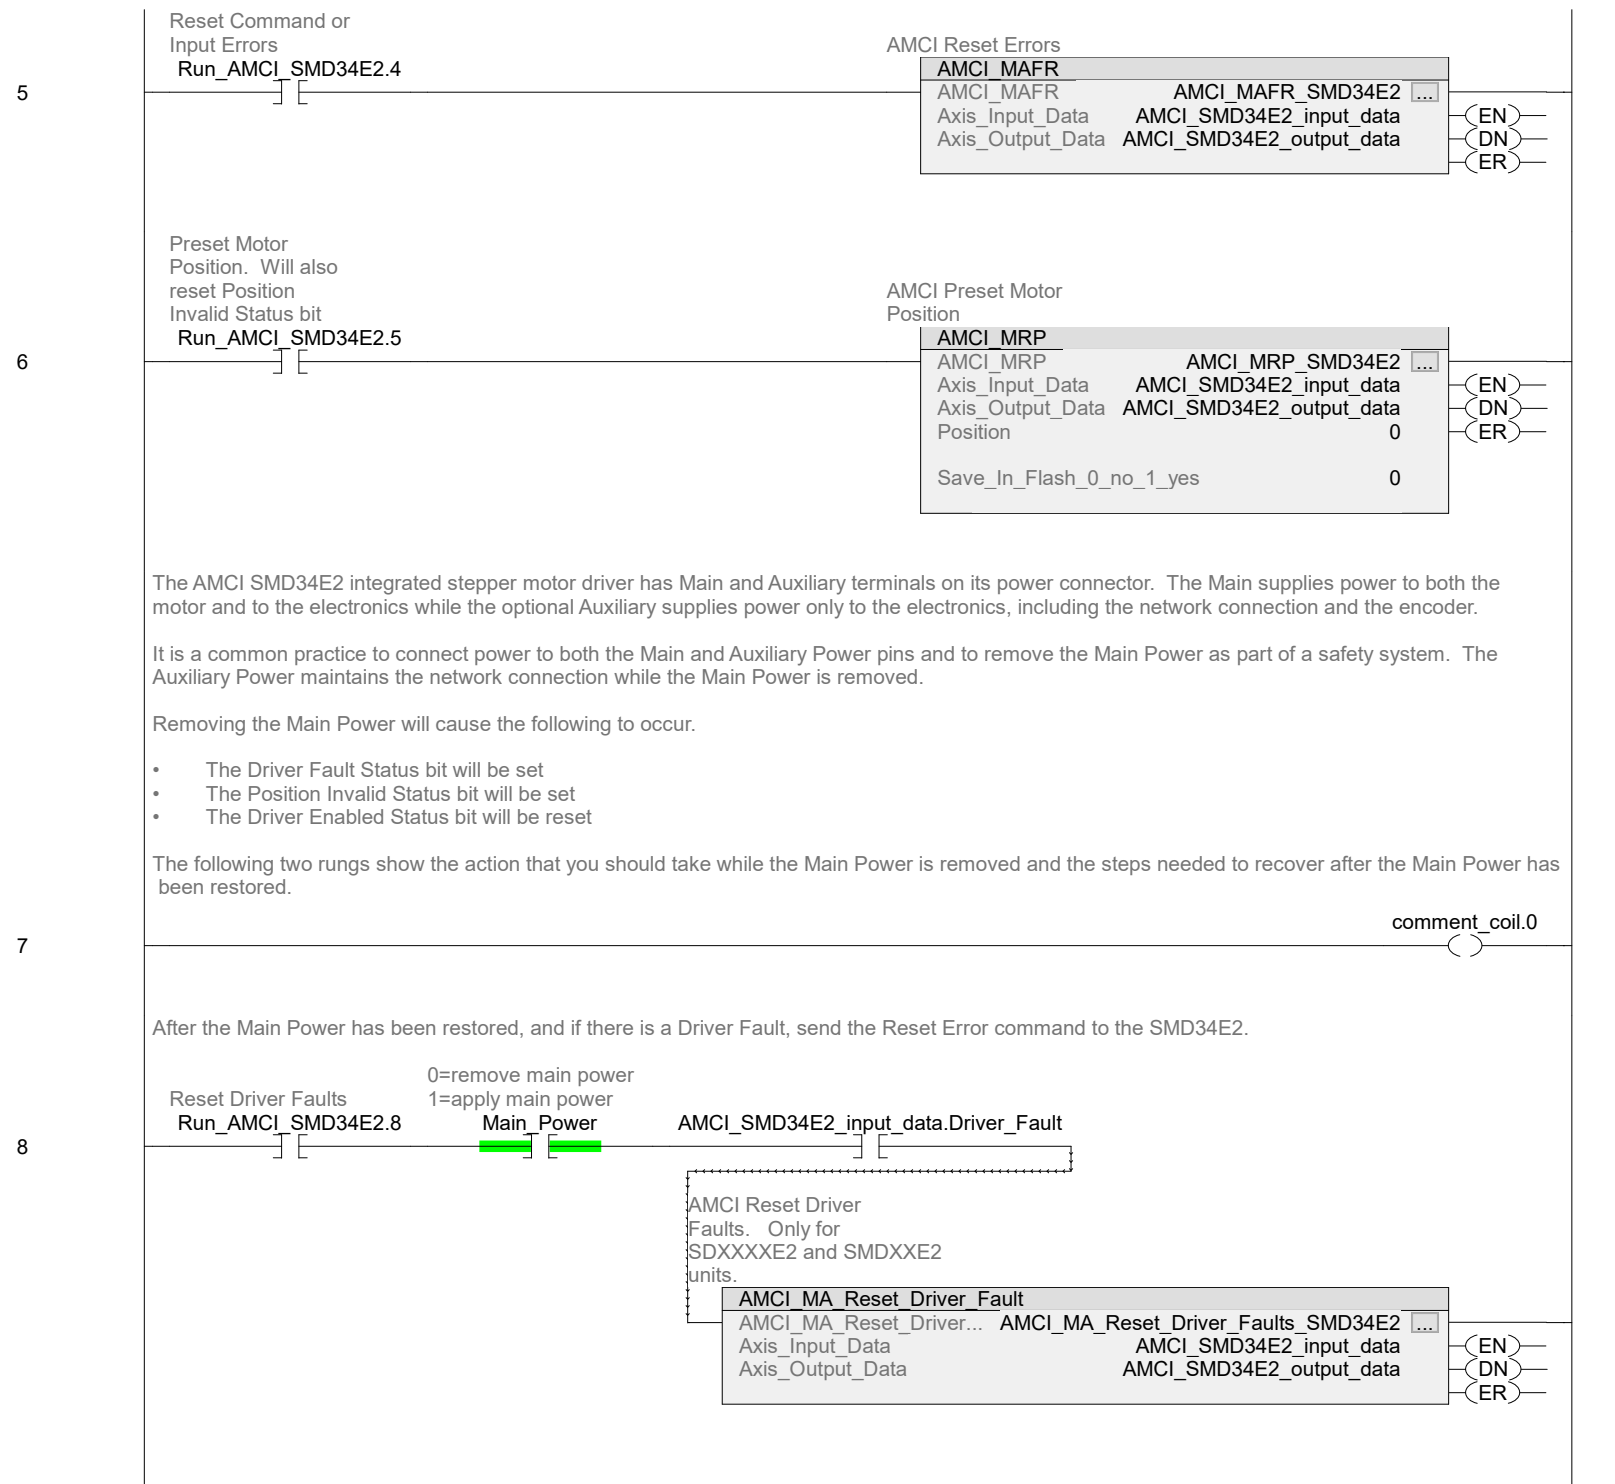 Reset Command or
Input Errors
Run_AMCI_SMD34E2.4
5
AMCI Reset Errors
AMCI_MAFR
AMCI_MAFR AMCI_MAFR_SMD34E2 ...
Axis_Input_Data AMCI_SMD34E2_input_data
Axis_Output_Data AMCI_SMD34E2_output_data
EN
DN
ER
Preset Motor
Position. Will also
reset Position
Invalid Status bit
Run_AMCI_SMD34E2.5
6
AMCI Preset Motor
Position
AMCI_MRP
AMCI_MRP AMCI_MRP_SMD34E2 ...
Axis_Input_Data AMCI_SMD34E2_input_data
Axis_Output_Data AMCI_SMD34E2_output_data
Position 0
Save_In_Flash_0_no_1_yes 0
EN
DN
ER
The AMCI SMD34E2 integrated stepper motor driver has Main and Auxiliary terminals on its power connector. The Main supplies power to both the
motor and to the electronics while the optional Auxiliary supplies power only to the electronics, including the network connection and the encoder.
It is a common practice to connect power to both the Main and Auxiliary Power pins and to remove the Main Power as part of a safety system. The
Auxiliary Power maintains the network connection while the Main Power is removed.
Removing the Main Power will cause the following to occur.
• The Driver Fault Status bit will be set
• The Position Invalid Status bit will be set
• The Driver Enabled Status bit will be reset
The following two rungs show the action that you should take while the Main Power is removed and the steps needed to recover after the Main Power has
been restored.
comment_coil.0
7
After the Main Power has been restored, and if there is a Driver Fault, send the Reset Error command to the SMD34E2.
Reset Driver Faults
Run_AMCI_SMD34E2.8
0=remove main power
1=apply main power
Main_Power
AMCI_SMD34E2_input_data.Driver_Fault
8
AMCI Reset Driver
Faults. Only for
SDXXXXE2 and SMDXXE2
units.
AMCI_MA_Reset_Driver_Fault
AMCI_MA_Reset_Driver... AMCI_MA_Reset_Driver_Faults_SMD34E2 ...
Axis_Input_Data AMCI_SMD34E2_input_data
Axis_Output_Data AMCI_SMD34E2_output_data
EN
DN
ER